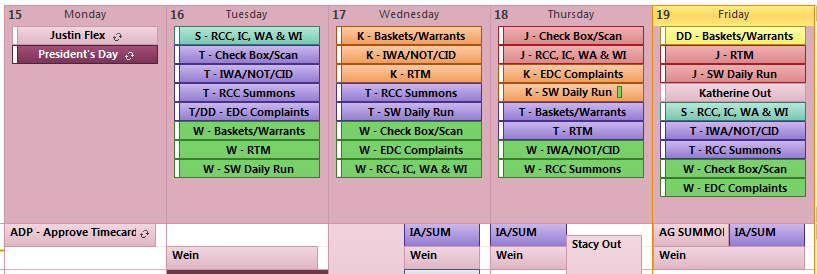 15 Monday
Justin Flex
President's Day
16 Tuesday
S - RCC, IC, WA & WI
T - Check Box/Scan
T - IWA/NOT/CID
T - RCC Summons
T/DD - EDC Complaints
W - Baskets/Warrants
W - RTM
W - SW Daily Run
17 Wednesday
K - Baskets/Warrants
K - IWA/NOT/CID
K - RTM
T - RCC Summons
T - SW Daily Run
W - Check Box/Scan
W - EDC Complaints
W - RCC, IC, WA & WI
18 Thursday
J - Check Box/Scan
J - RCC, IC, WA & WI
K - EDC Complaints
K - SW Daily Run
T - Baskets/Warrants
T - RTM
W - IWA/NOT/CID
W - RCC Summons
19 Friday
DD - Baskets/Warrants
J - RTM
J - SW Daily Run
Katherine Out
S - RCC, IC, WA & WI
T - IWA/NOT/CID
T - RCC Summons
W - Check Box/Scan
W - EDC Complaints
ADP - Approve Timecard
Wein
IA/SUM
Wein
IA/SUM
Stacy Out
Wein
AG SUMMO
IA/SUM
Wein